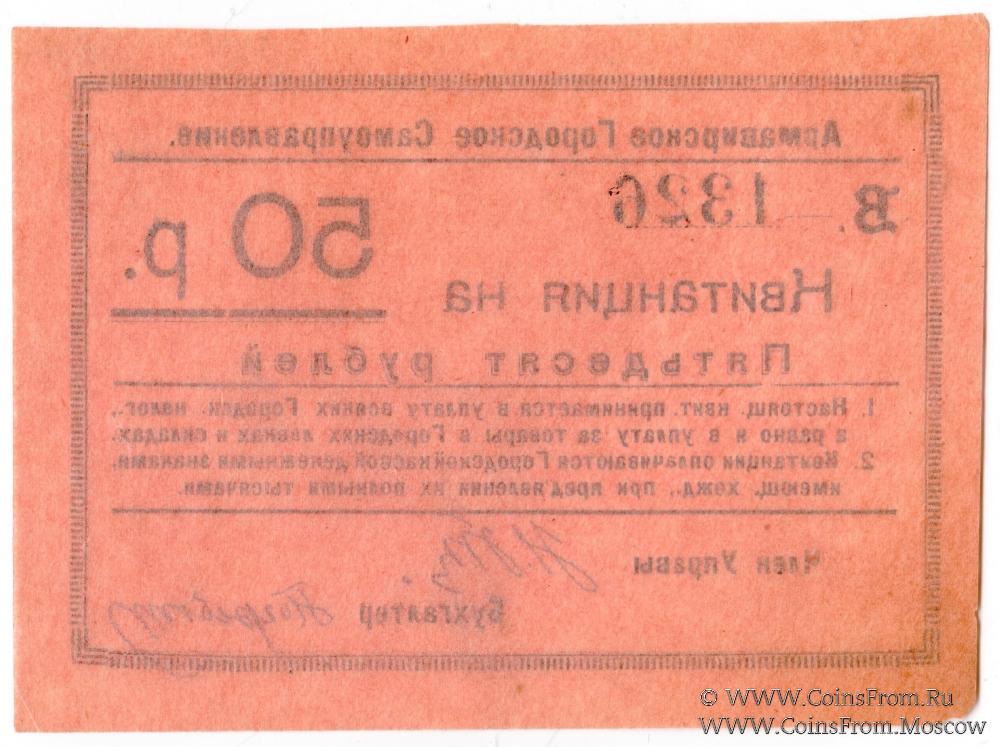 Армавирское Городское Самоуправление.
В. 1326
50 р.
Квитанция на
Пятьдесят рублей
1. Настоящ. квит. принимается в уплату всяких Городск. налог.,
а равно и в уплату за товары в Городских лавках и складах.
2. Квитанции оплачиваются Городской кассой денежными знаками,
имеющ. хожд., при предявлении их полными тысячами.
Член Управы
Бухгалтер
© WWW.CoinsFrom.Ru
WWW.CoinsFrom.Moscow